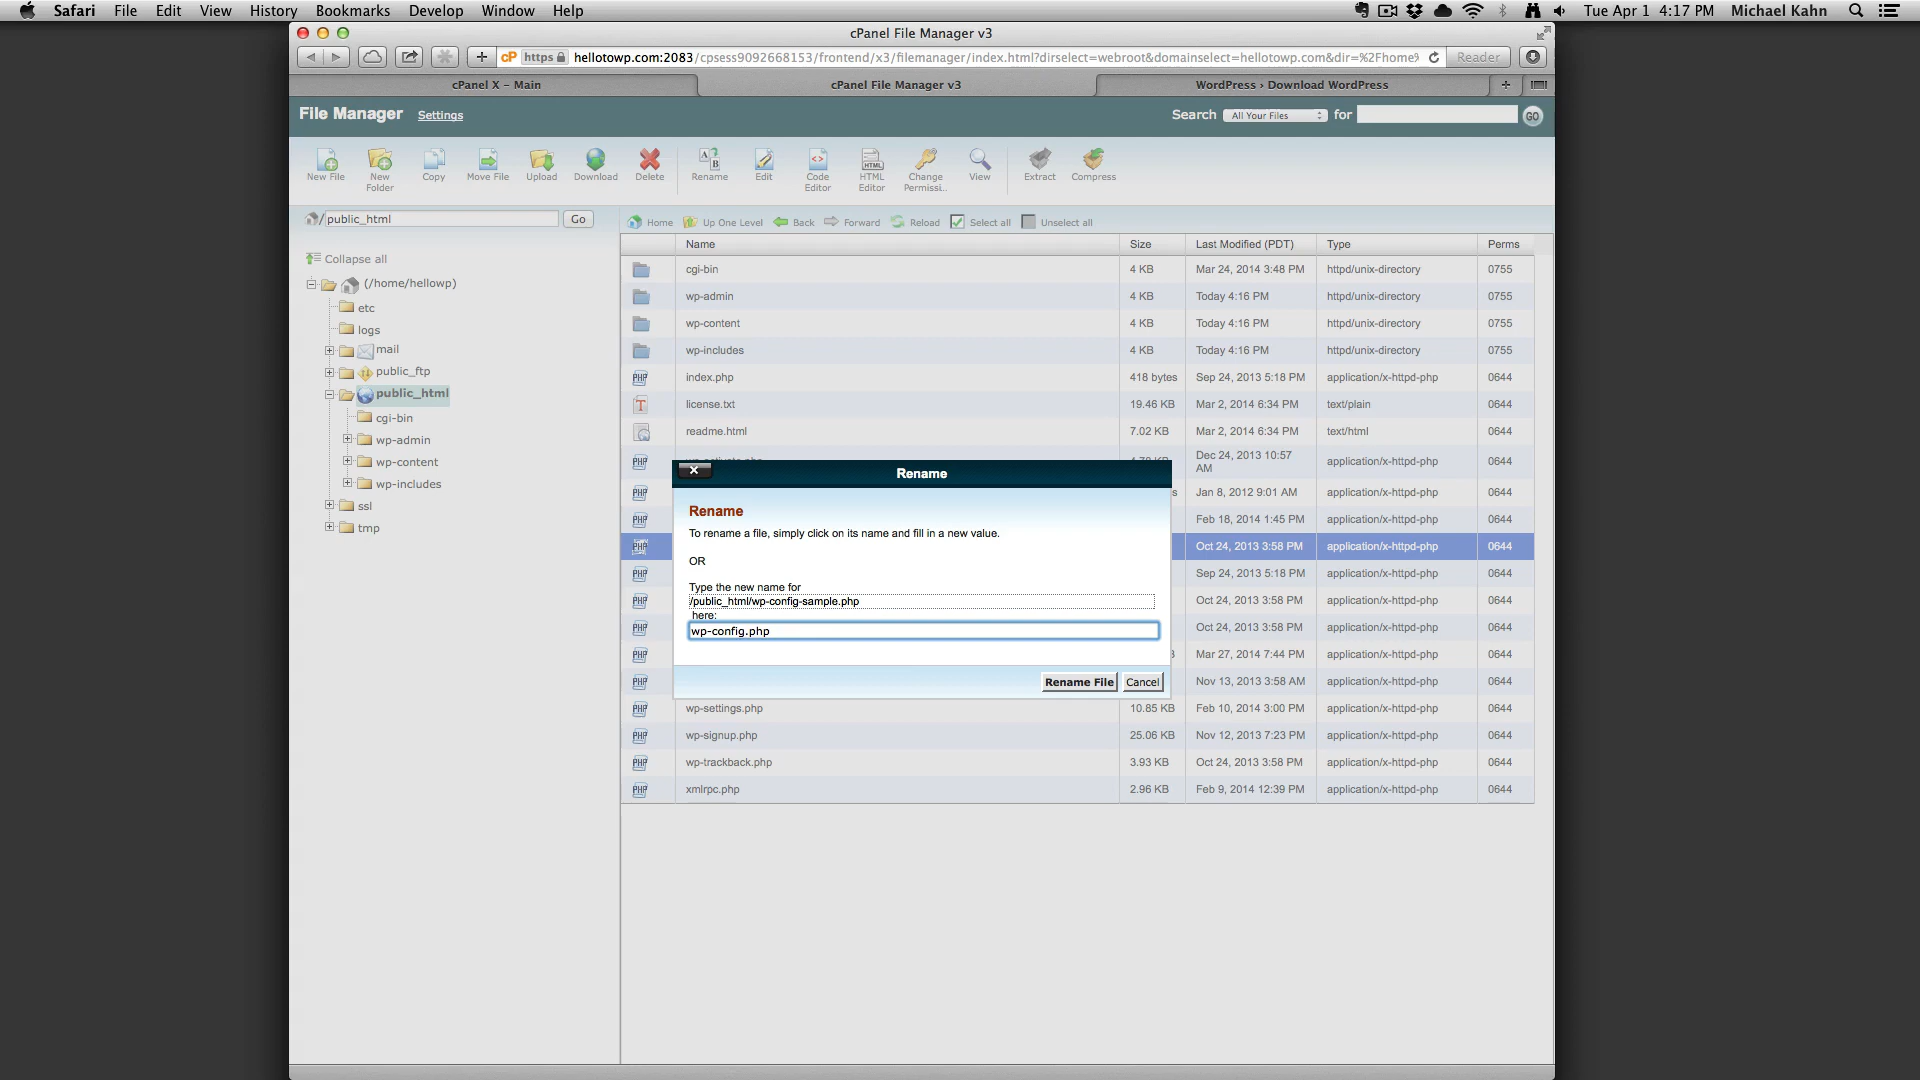 Safari File Edit View History Bookmarks Develop Window Help Tue Apr 1 4:17 PM Michael Kahn
cPanel File Manager v3
+ cP https hellotowp.com:2083/cpsess9092668153/frontend/x3/filemanager/index.html?dirselect=webroot&domainselect=hellotowp.com&dir=%2Fhome% Reader
cPanel X – Main cPanel File Manager v3 WordPress › Download WordPress +
File Manager Settings Search All Your Files for GO
New File New Folder Copy Move File Upload Download Delete Rename Edit Code Editor HTML Editor Change Permissi.. View Extract Compress
/ public_html Go Home Up One Level Back Forward Reload Select all Unselect all
Name Size Last Modified (PDT) Type Perms
Collapse all
(/home/hellowp)
etc
logs
mail
public_ftp
public_html
cgi-bin
wp-admin
wp-content
wp-includes
ssl
tmp
cgi-bin 4 KB Mar 24, 2014 3:48 PM httpd/unix-directory 0755
wp-admin 4 KB Today 4:16 PM httpd/unix-directory 0755
wp-content 4 KB Today 4:16 PM httpd/unix-directory 0755
wp-includes 4 KB Today 4:16 PM httpd/unix-directory 0755
PHP index.php 418 bytes Sep 24, 2013 5:18 PM application/x-httpd-php 0644
T license.txt 19.46 KB Mar 2, 2014 6:34 PM text/plain 0644
readme.html 7.02 KB Mar 2, 2014 6:34 PM text/html 0644
PHP Dec 24, 2013 10:57 AM application/x-httpd-php 0644
PHP s Jan 8, 2012 9:01 AM application/x-httpd-php 0644
PHP Feb 18, 2014 1:45 PM application/x-httpd-php 0644
PHP Oct 24, 2013 3:58 PM application/x-httpd-php 0644
PHP Sep 24, 2013 5:18 PM application/x-httpd-php 0644
PHP Oct 24, 2013 3:58 PM application/x-httpd-php 0644
PHP Oct 24, 2013 3:58 PM application/x-httpd-php 0644
PHP Mar 27, 2014 7:44 PM application/x-httpd-php 0644
PHP Nov 13, 2013 3:58 AM application/x-httpd-php 0644
PHP wp-settings.php 10.85 KB Feb 10, 2014 3:00 PM application/x-httpd-php 0644
PHP wp-signup.php 25.06 KB Nov 12, 2013 7:23 PM application/x-httpd-php 0644
PHP wp-trackback.php 3.93 KB Oct 24, 2013 3:58 PM application/x-httpd-php 0644
PHP xmlrpc.php 2.96 KB Feb 9, 2014 12:39 PM application/x-httpd-php 0644
Rename
Rename
To rename a file, simply click on its name and fill in a new value.
OR
Type the new name for
/public_html/wp-config-sample.php
here:
wp-config.php
Rename File Cancel